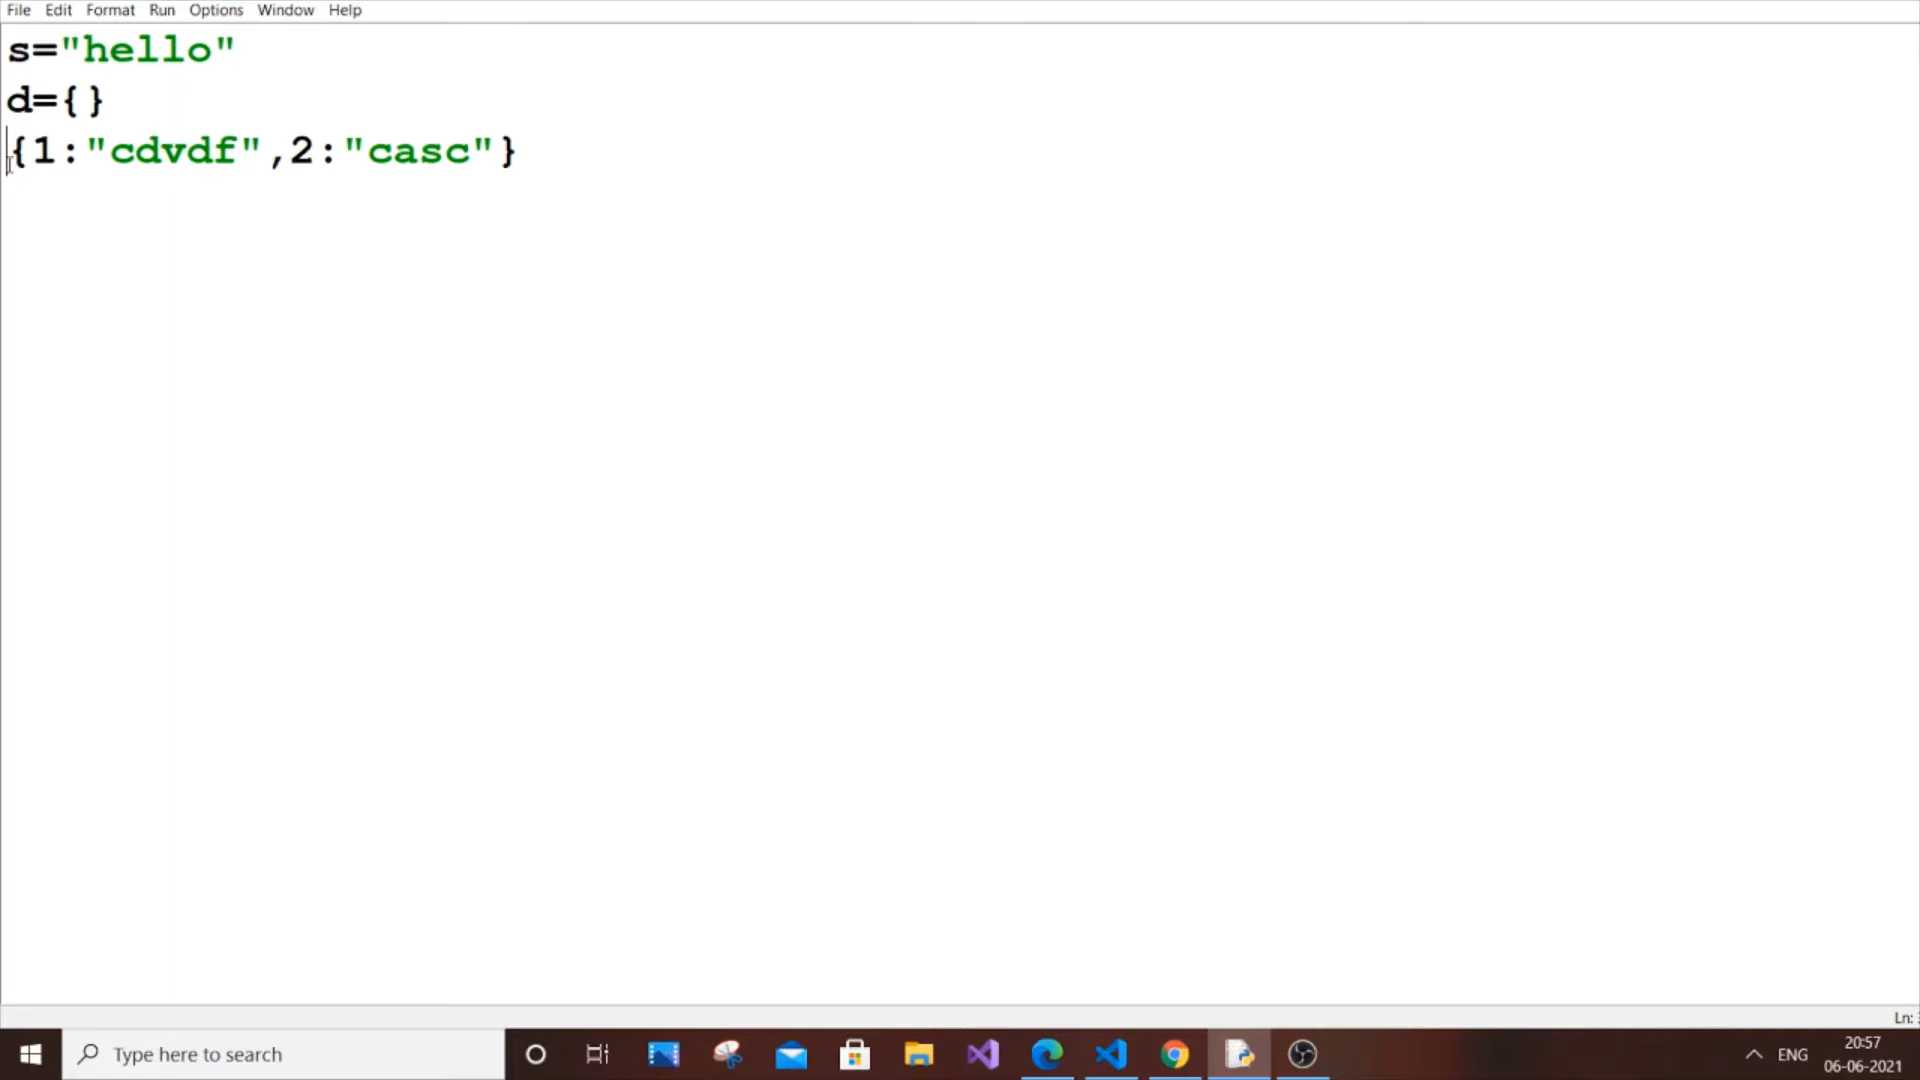 File Edit Format Run Options Window Help
s="hello"
d={}
{1:"cdvdf",2:"casc"}
Ln:
Type here to search
ENG
20:57
06-06-2021